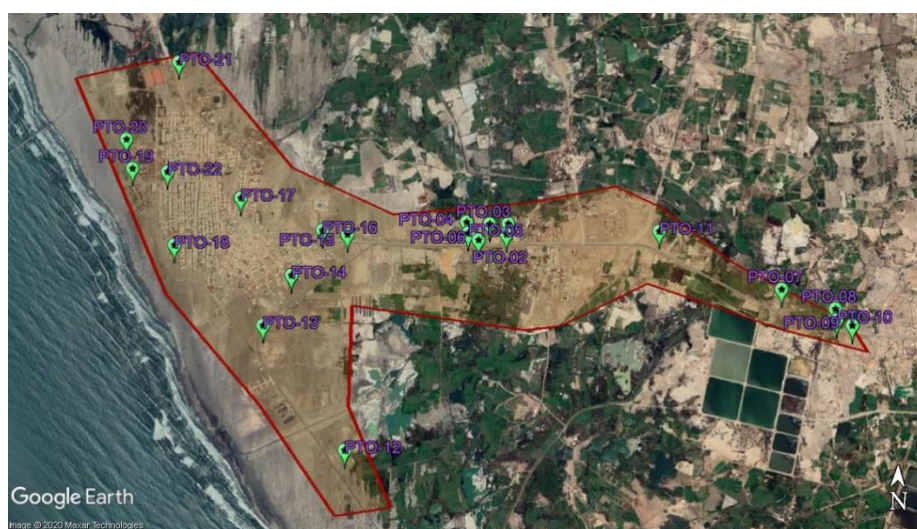 PTO-21
PTO-20
PTO-19
PTO-22
PTO-17
PTO-04
PTO-03
PTO-15
PTO-16
PTO-06
PTO-05
PTO-11
PTO-18
PTO-02
PTO-14
PTO-07
PTO-08
PTO-13
PTO-09
PTO-10
PTO-12
Google Earth
Image © 2020 Maxar Technologies
N